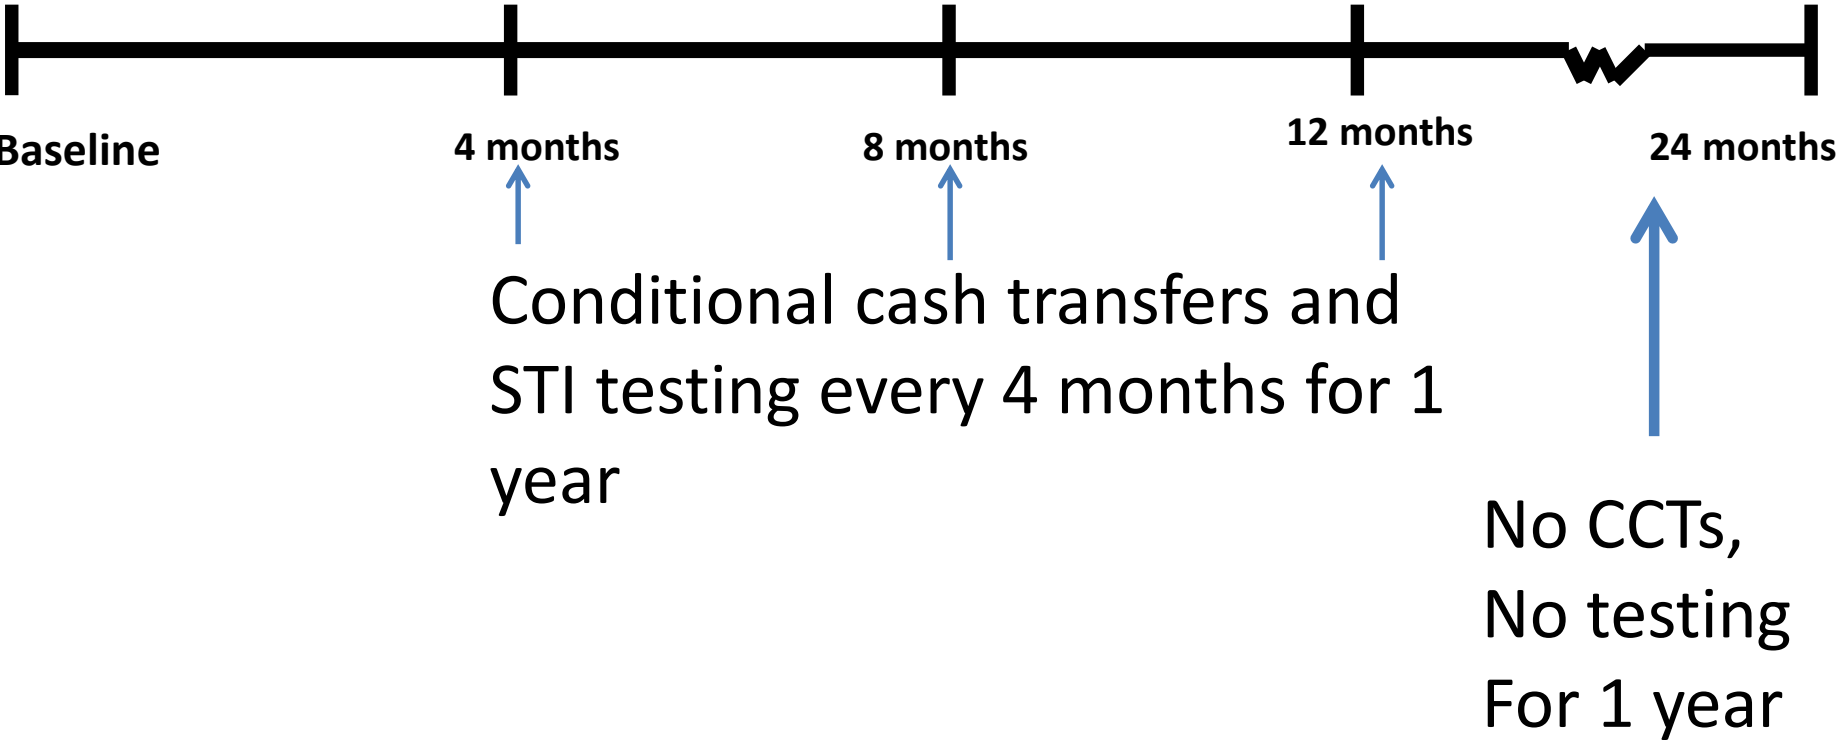 Baseline
4 months
8 months
12 months
24 months
Conditional cash transfers and
STI testing every 4 months for 1
year
No CCTs,
No testing
For 1 year